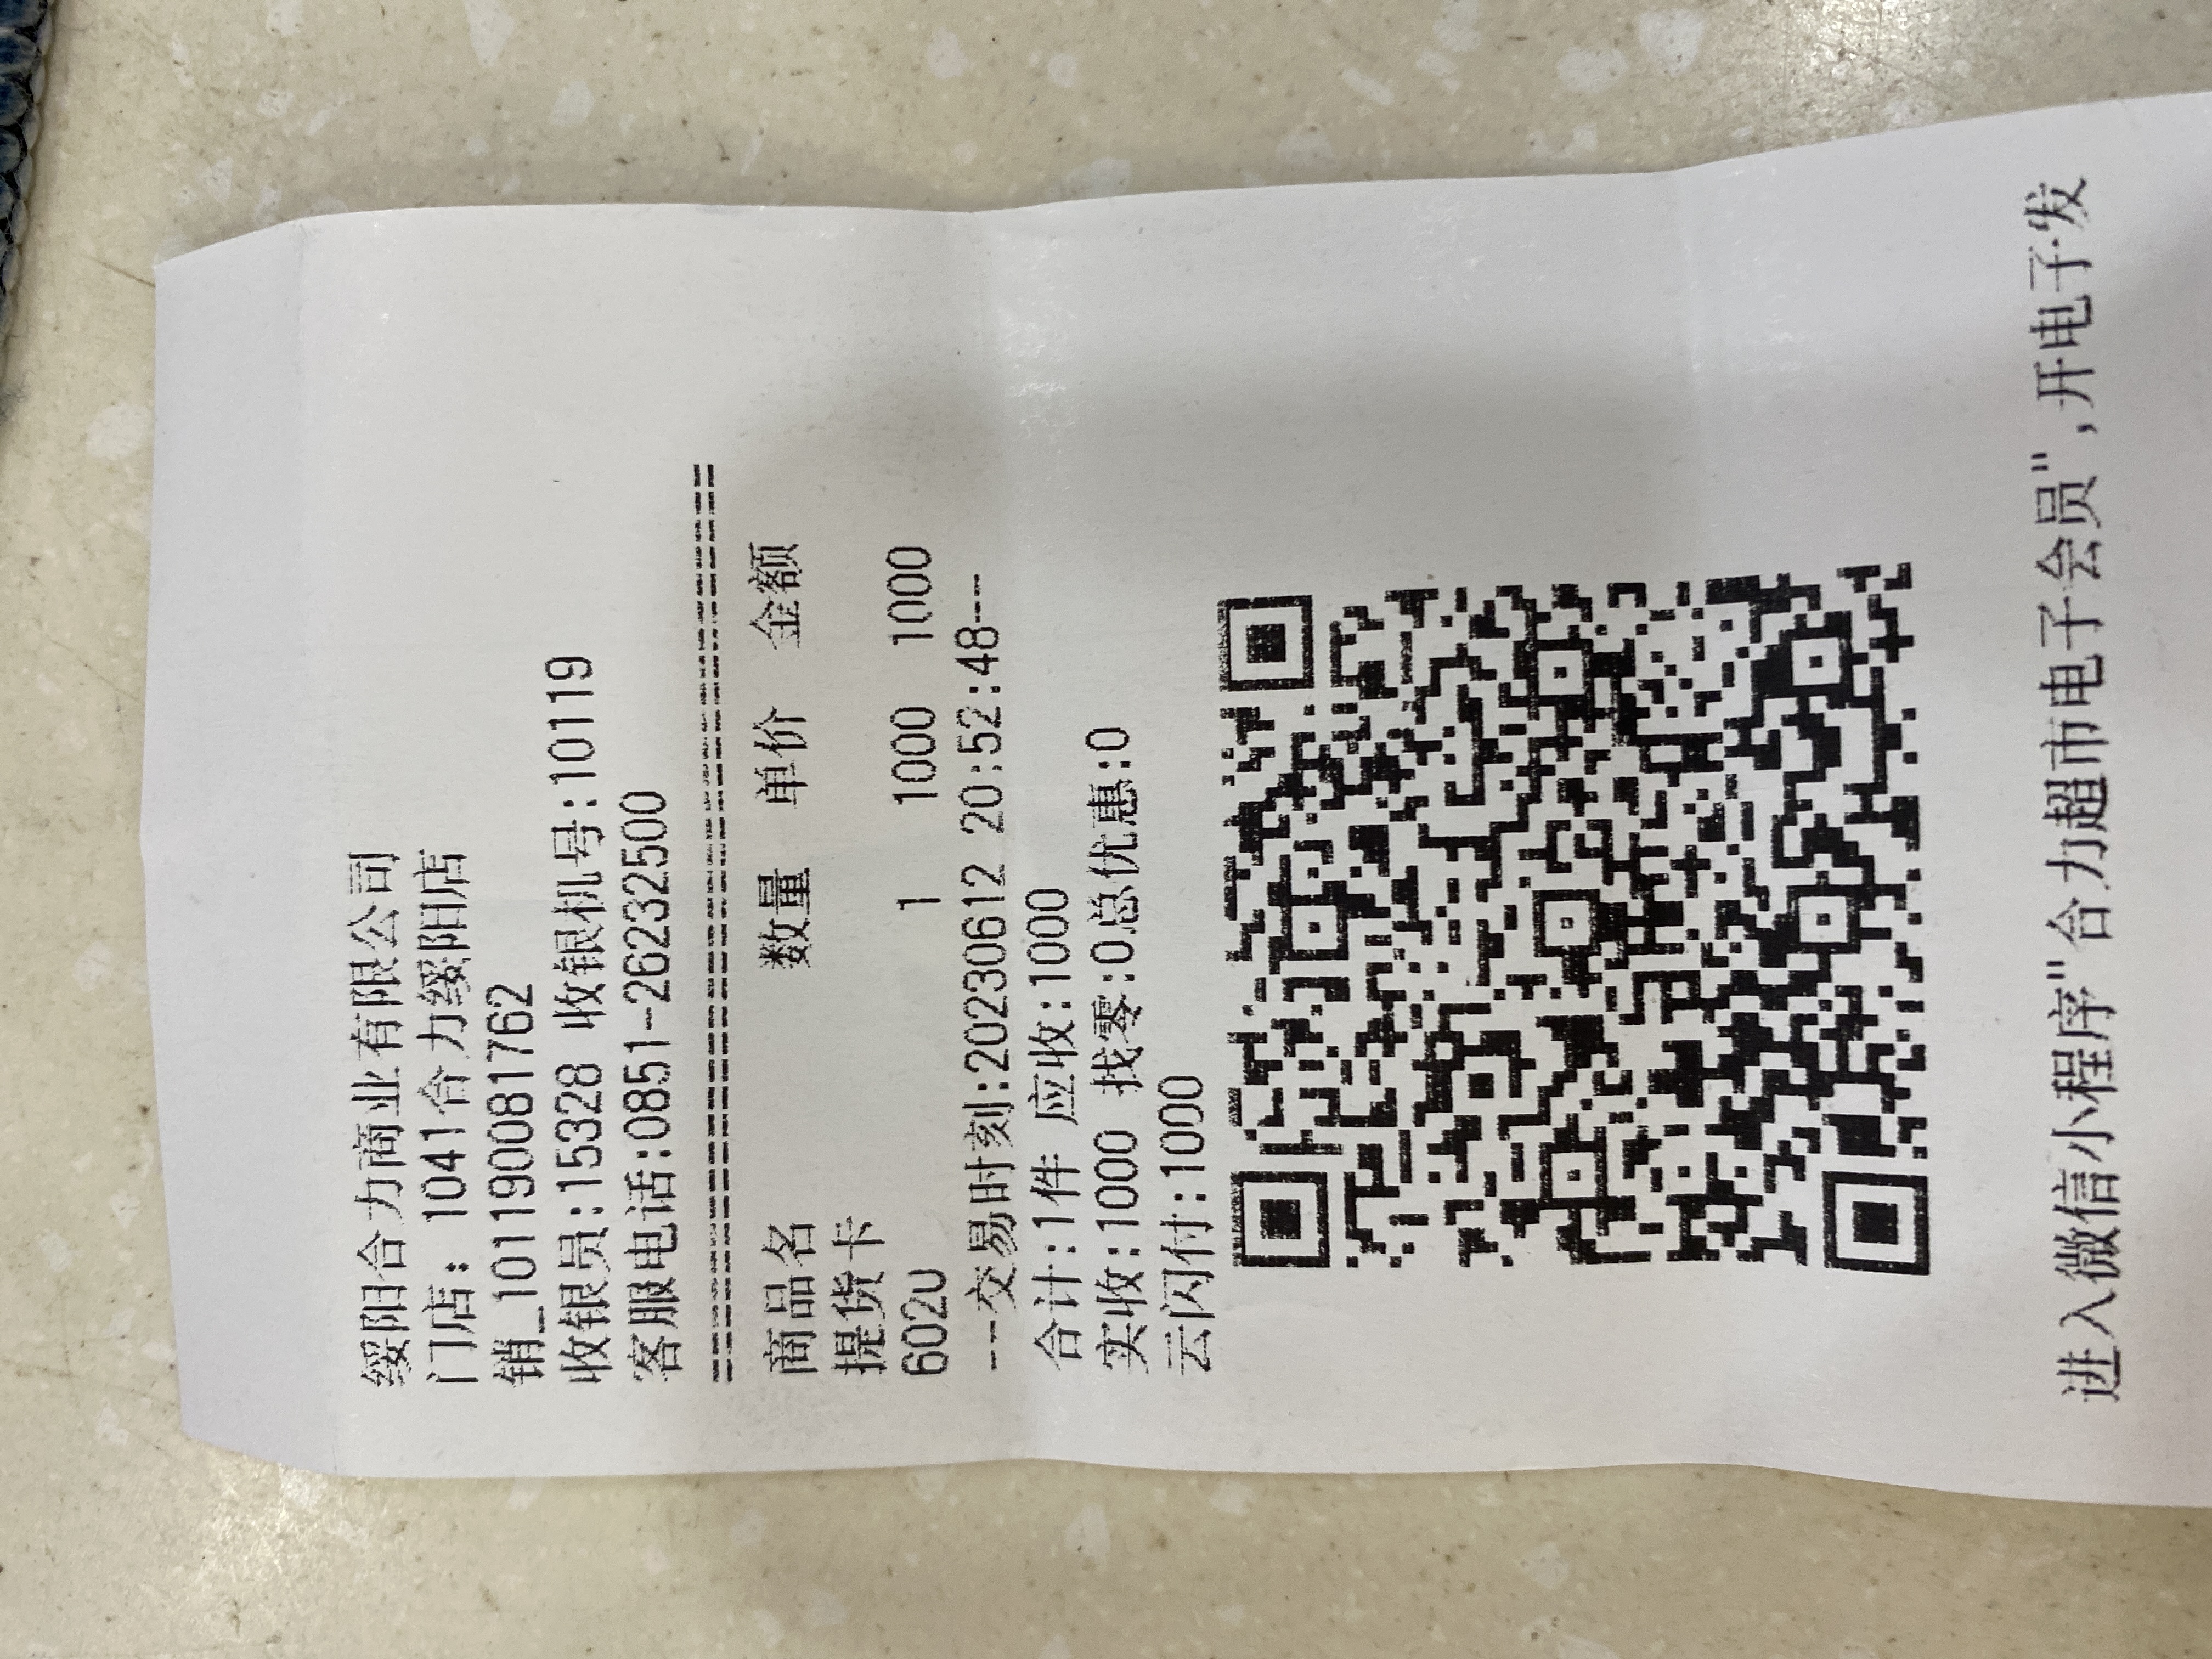 绥阳合力商业有限公司
门店: 1041合力绥阳店
销_101190081762
收银员:15328 收银机号:10119
客服电话:0851-26232500
==================================
商品名 数量 单价 金额
提货卡
6020 1 1000 1000
---交易时刻:20230612 20:52:48---
合计:1件 应收:1000
实收:1000 找零:0总优惠:0
云闪付:1000
进入微信小程序"合力超市电子会员",开电子发